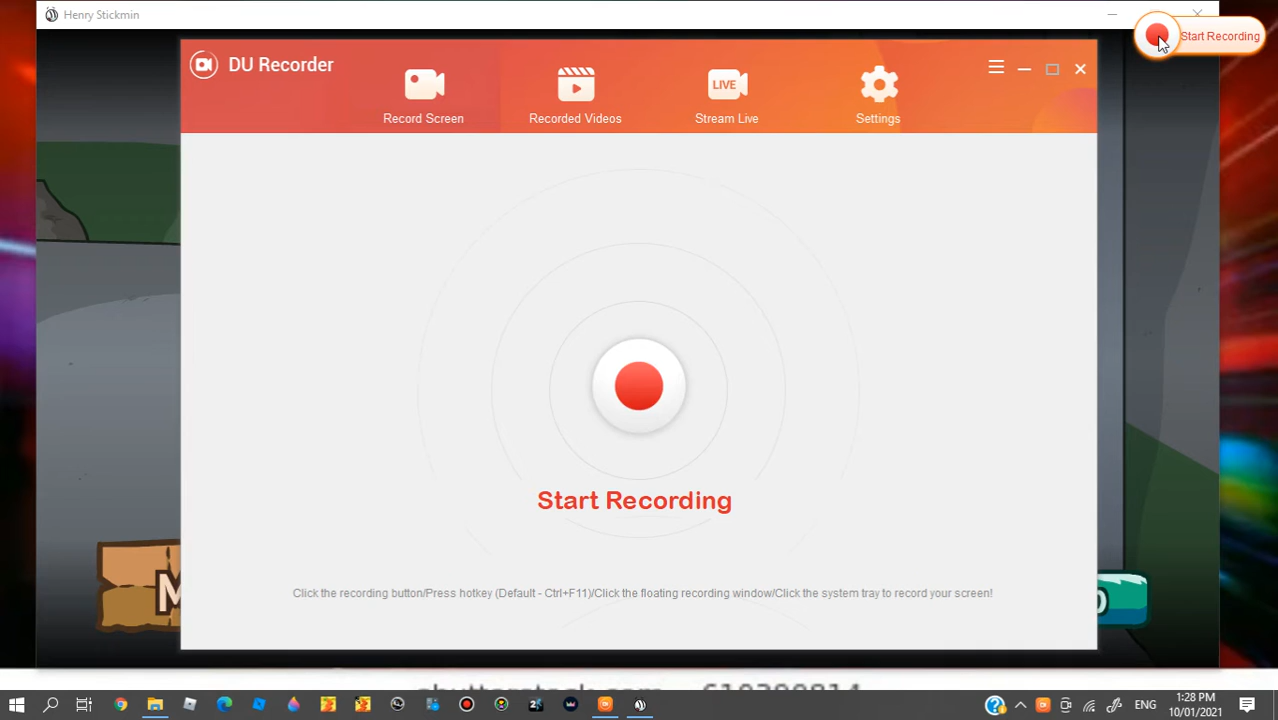 Henry Stickmin
Start Recording
DU Recorder
Record Screen
Recorded Videos
LIVE
Stream Live
Settings
Start Recording
Click the recording button/Press hotkey (Default - Ctrl+F11)/Click the floating recording window/Click the system tray to record your screen!
ENG
1:28 PM
10/01/2021